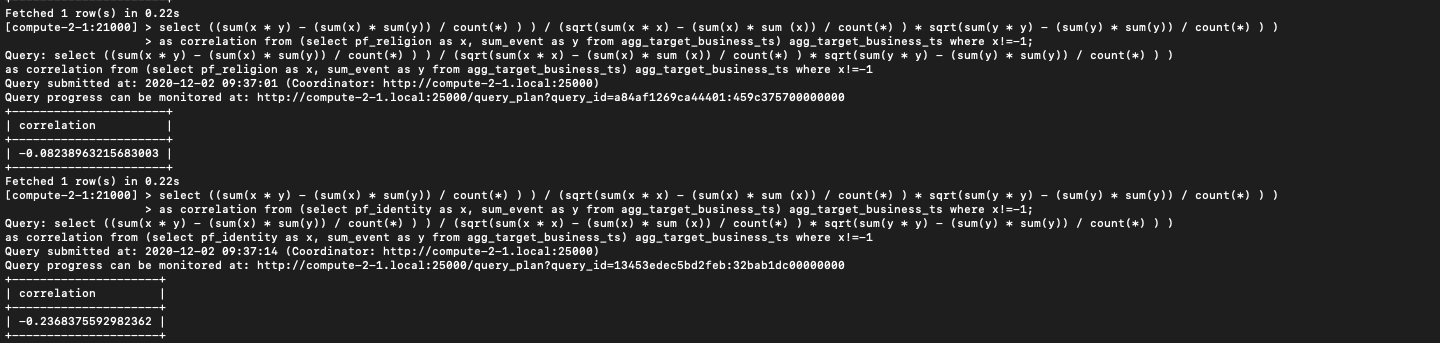 Fetched 1 row(s) in 0.22s
[compute-2-1:21000] > select ((sum(x * y) - (sum(x) * sum(y)) / count(*) ) ) / (sqrt(sum(x * x) - (sum(x) * sum (x)) / count(*) ) * sqrt(sum(y * y) - (sum(y) * sum(y)) / count(*) ) )
> as correlation from (select pf_religion as x, sum_event as y from agg_target_business_ts) agg_target_business_ts where x!=-1;
Query: select ((sum(x * y) - (sum(x) * sum(y)) / count(*) ) ) / (sqrt(sum(x * x) - (sum(x) * sum (x)) / count(*) ) * sqrt(sum(y * y) - (sum(y) * sum(y)) / count(*) ) )
as correlation from (select pf_religion as x, sum_event as y from agg_target_business_ts) agg_target_business_ts where x!=-1
Query submitted at: 2020-12-02 09:37:01 (Coordinator: http://compute-2-1.local:25000)
Query progress can be monitored at: http://compute-2-1.local:25000/query_plan?query_id=a84af1269ca44401:459c375700000000
+----------------------+
| correlation          |
+----------------------+
| -0.08238963215683003 |
+----------------------+
Fetched 1 row(s) in 0.22s
[compute-2-1:21000] > select ((sum(x * y) - (sum(x) * sum(y)) / count(*) ) ) / (sqrt(sum(x * x) - (sum(x) * sum (x)) / count(*) ) * sqrt(sum(y * y) - (sum(y) * sum(y)) / count(*) ) )
> as correlation from (select pf_identity as x, sum_event as y from agg_target_business_ts) agg_target_business_ts where x!=-1;
Query: select ((sum(x * y) - (sum(x) * sum(y)) / count(*) ) ) / (sqrt(sum(x * x) - (sum(x) * sum (x)) / count(*) ) * sqrt(sum(y * y) - (sum(y) * sum(y)) / count(*) ) )
as correlation from (select pf_identity as x, sum_event as y from agg_target_business_ts) agg_target_business_ts where x!=-1
Query submitted at: 2020-12-02 09:37:14 (Coordinator: http://compute-2-1.local:25000)
Query progress can be monitored at: http://compute-2-1.local:25000/query_plan?query_id=13453edec5bd2feb:32bab1dc00000000
+---------------------+
| correlation         |
+---------------------+
| -0.2368375592982362 |
+---------------------+